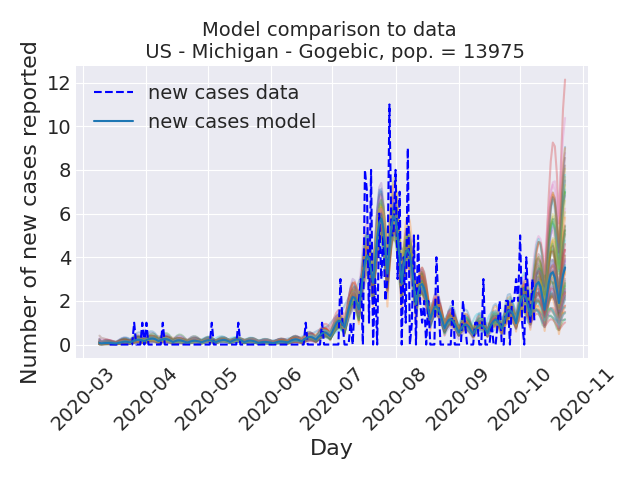 Model comparison to data
US - Michigan - Gogebic, pop. = 13975
Number of new cases reported
12
10
8
6
4
2
0
new cases data
new cases model
2020-03
2020-04
2020-05
2020-06
2020-07
2020-08
2020-09
2020-10
2020-11
Day